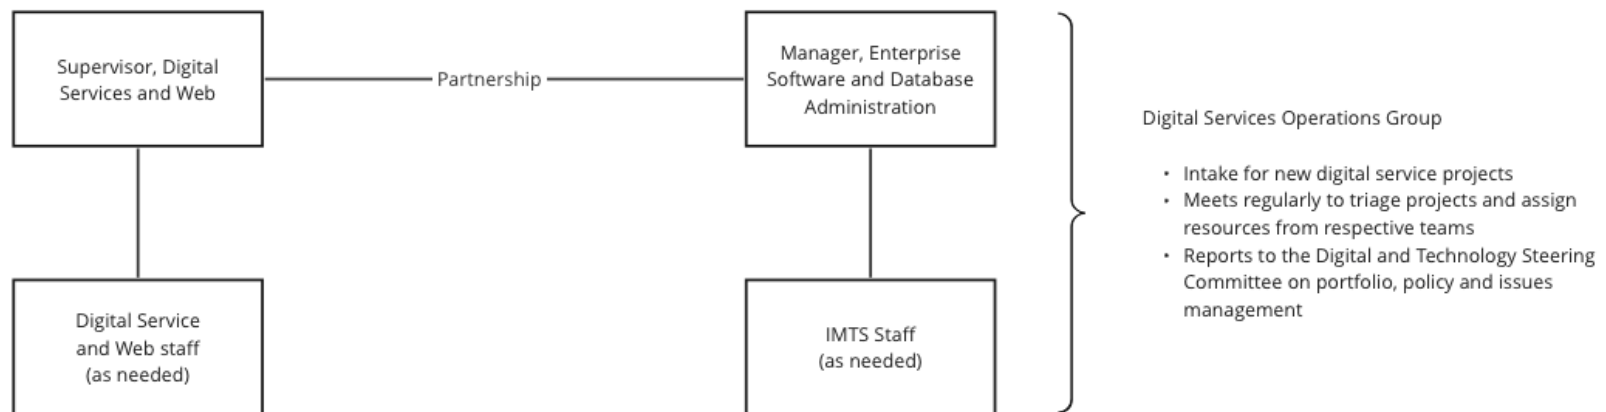 Supervisor, Digital
Services and Web
Partnership
Manager, Enterprise
Software and Database
Administration
Digital Service
and Web staff
(as needed)
IMTS Staff
(as needed)
Digital Services Operations Group
• Intake for new digital service projects
• Meets regularly to triage projects and assign
resources from respective teams
• Reports to the Digital and Technology Steering
Committee on portfolio, policy and issues
management